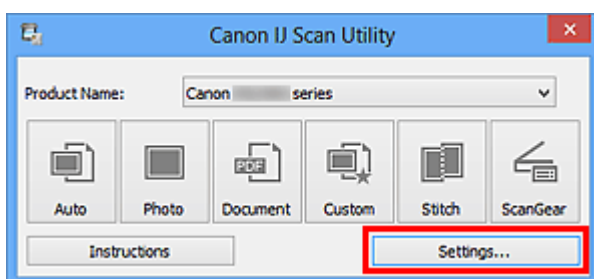 Canon IJ Scan Utility
Product Name: Canon series
PDF
Auto Photo Document Custom Stitch ScanGear
Instructions Settings...